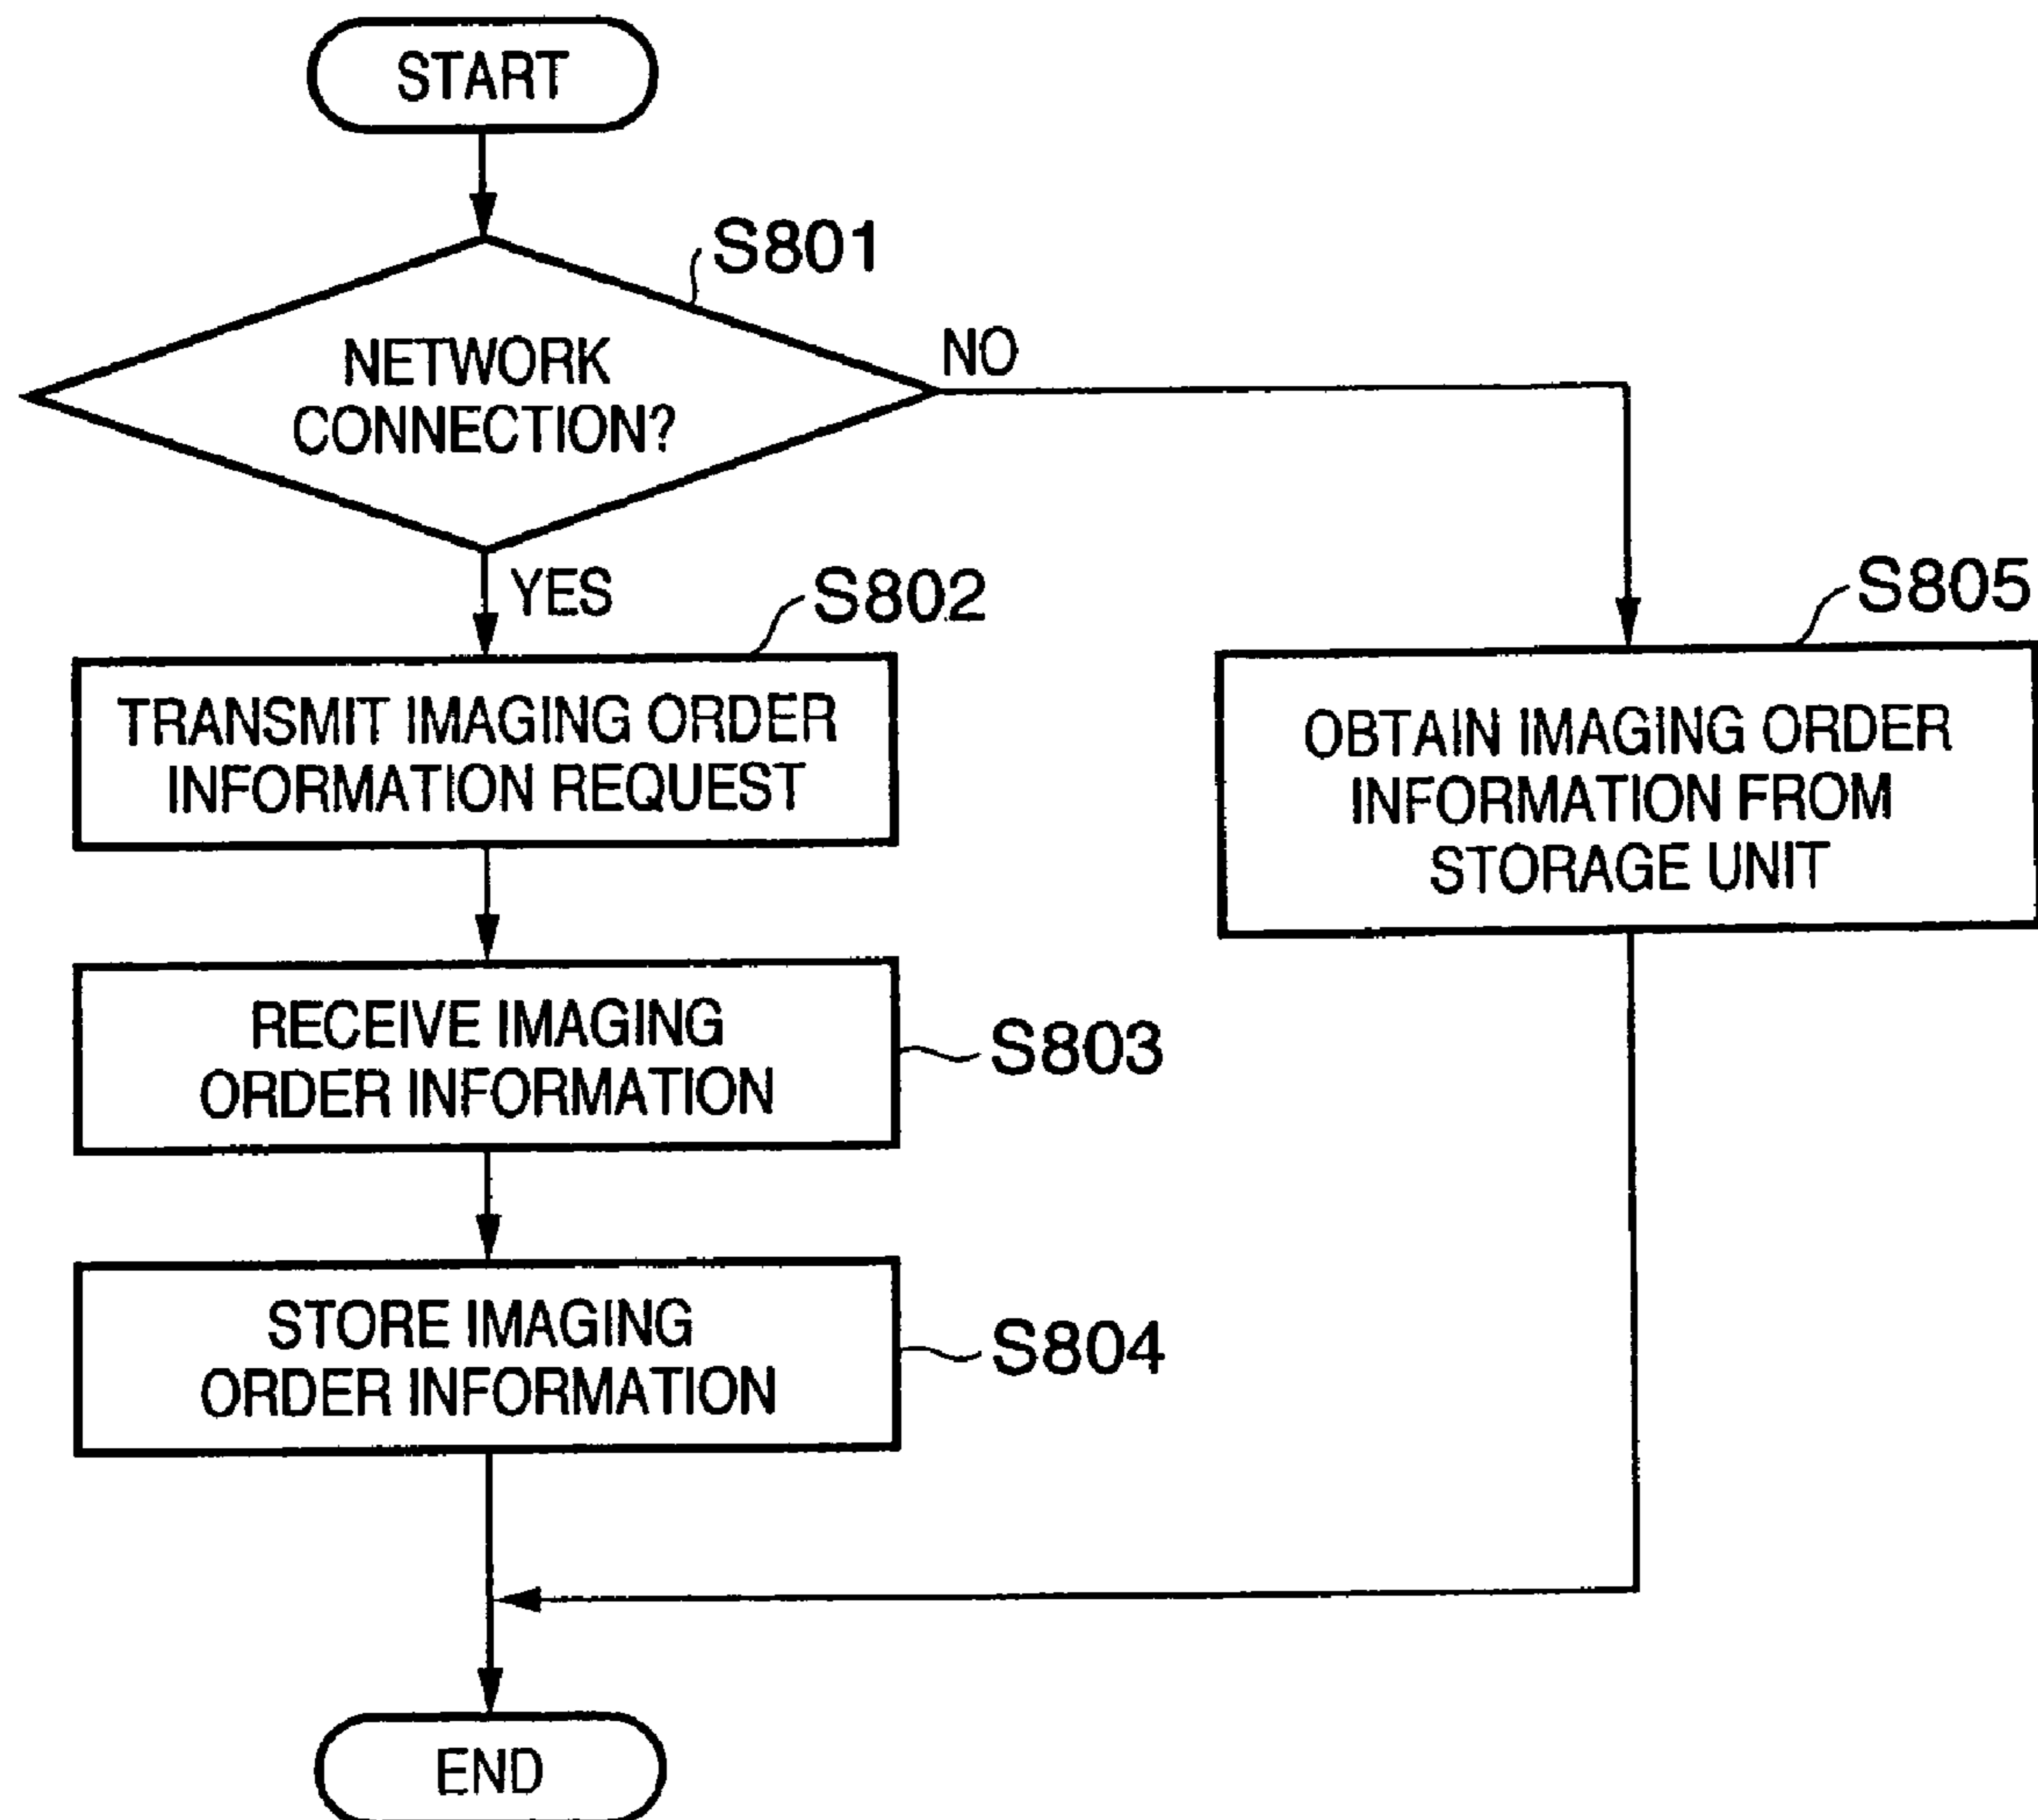 START
S801
NETWORK
CONNECTION?
NO
YES
S802
TRANSMIT IMAGING ORDER
INFORMATION REQUEST
S805
OBTAIN IMAGING ORDER
INFORMATION FROM
STORAGE UNIT
RECEIVE IMAGING
ORDER INFORMATION
S803
STORE IMAGING
ORDER INFORMATION
S804
END